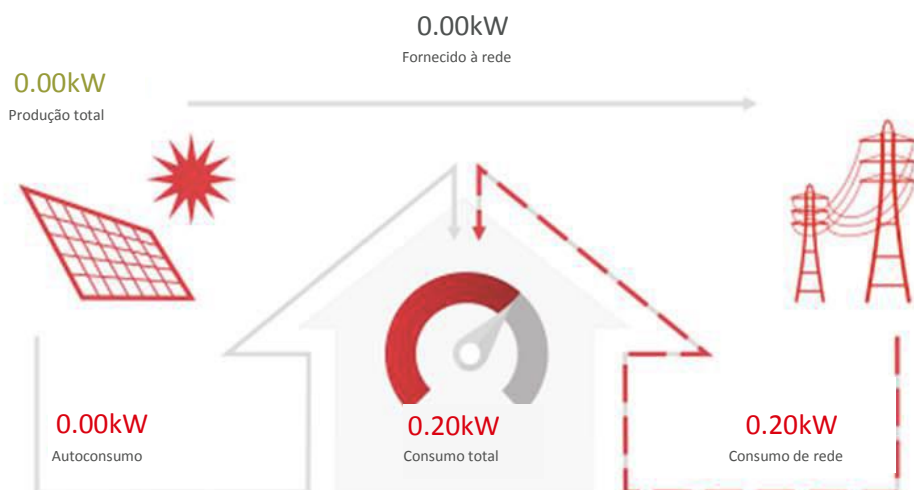 0.00kW
Fornecido à rede
0.00kW
Produção total
0.00kW
Autoconsumo
0.20kW
Consumo total
0.20kW
Consumo de rede